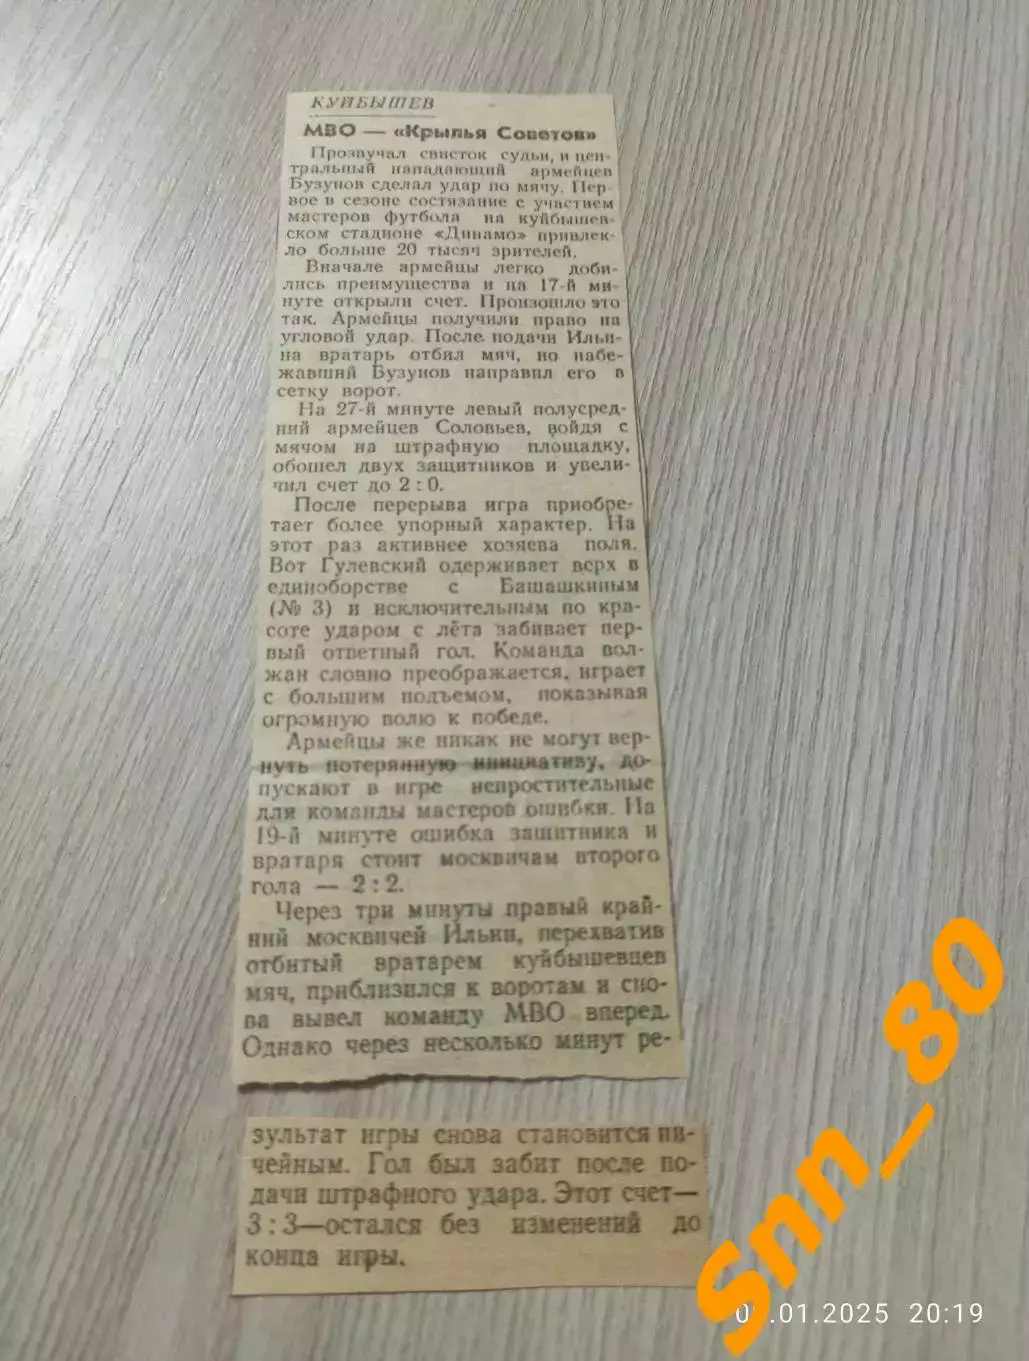 КУЙБЫШЕВ
МВО — «Крылья Советов»
Прозвучал свисток судьи, и цен-
тральный нападающий армейцев
Бузунов сделал удар по мячу. Пер-
вое в сезоне состязание с участием
мастеров футбола на куйбышев-
ском стадионе «Динамо» привлек-
ло больше 20 тысяч зрителей.
Вначале армейцы легко доби-
лись преимущества и на 17-й ми-
нуте открыли счет. Произошло это
так. Армейцы получили право на
угловой удар. После подачи Ильи-
на вратарь отбил мяч, но набе-
жавший Бузунов направил его в
сетку ворот.
На 27-й минуте левый полусред-
ний армейцев Соловьев, войдя с
мячом на штрафную площадку,
обошел двух защитников и увели-
чил счет до 2 : 0.
После перерыва игра приобре-
тает более упорный характер. На
этот раз активнее хозяева поля.
Вот Гулевский одерживает верх в
единоборстве с Башашкиным
(№ 3) и исключительным по кра-
соте ударом с лёта забивает пер-
вый ответный гол. Команда вол-
жан словно преображается, играет
с большим подъемом, показывая
огромную волю к победе.
Армейцы же никак не могут вер-
нуть потерянную инициативу, до-
пускают в игре непростительные
для команды мастеров ошибки. На
19-й минуте ошибка защитника и
вратаря стоит москвичам второго
гола — 2 : 2.
Через три минуты правый край-
ний москвичей Ильин, перехватив
отбитый вратарем куйбышевцев
мяч, приблизился к воротам и сно-
ва вывел команду МВО вперед.
Однако через несколько минут ре-
зультат игры снова становится ни-
чейным. Гол был забит после по-
дачи штрафного удара. Этот счет—
3 : 3—остался без изменений до
конца игры.
snn_80
.01.2025 20:19